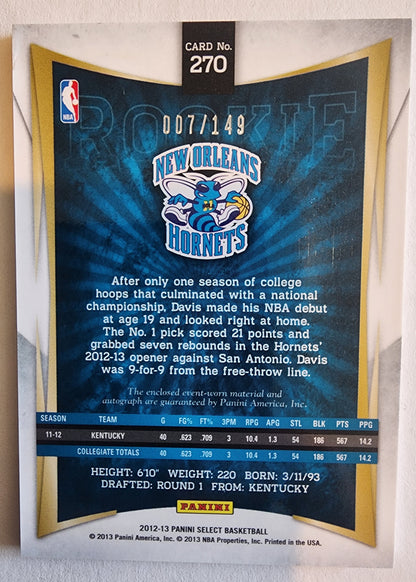 CARD No.
270
NBA
ROOKIE
007/149
NEW ORLEANS
HORNETS
After only one season of college
hoops that culminated with a national
championship, Davis made his NBA debut
at age 19 and looked right at home.
The No. 1 pick scored 21 points and
grabbed seven rebounds in the Hornets'
2012-13 opener against San Antonio. Davis
was 9-for-9 from the free-throw line.
The enclosed event-worn material and
autograph are guaranteed by Panini America, Inc.
SEASON TEAM G FG% FT% 3PM RPG APG STL BLK PTS PPG
11-12 KENTUCKY 40 .623 .709 3 10.4 1.3 54 186 567 14.2
COLLEGIATE TOTALS 40 .623 .709 3 10.4 1.3 54 186 567 14.2
HEIGHT: 6'10" WEIGHT: 220 BORN: 3/11/93
DRAFTED: ROUND 1 FROM: KENTUCKY
PANINI
2012-13 PANINI SELECT BASKETBALL
© 2013 Panini America, Inc. © 2013 NBA Properties, Inc. Printed in the USA.